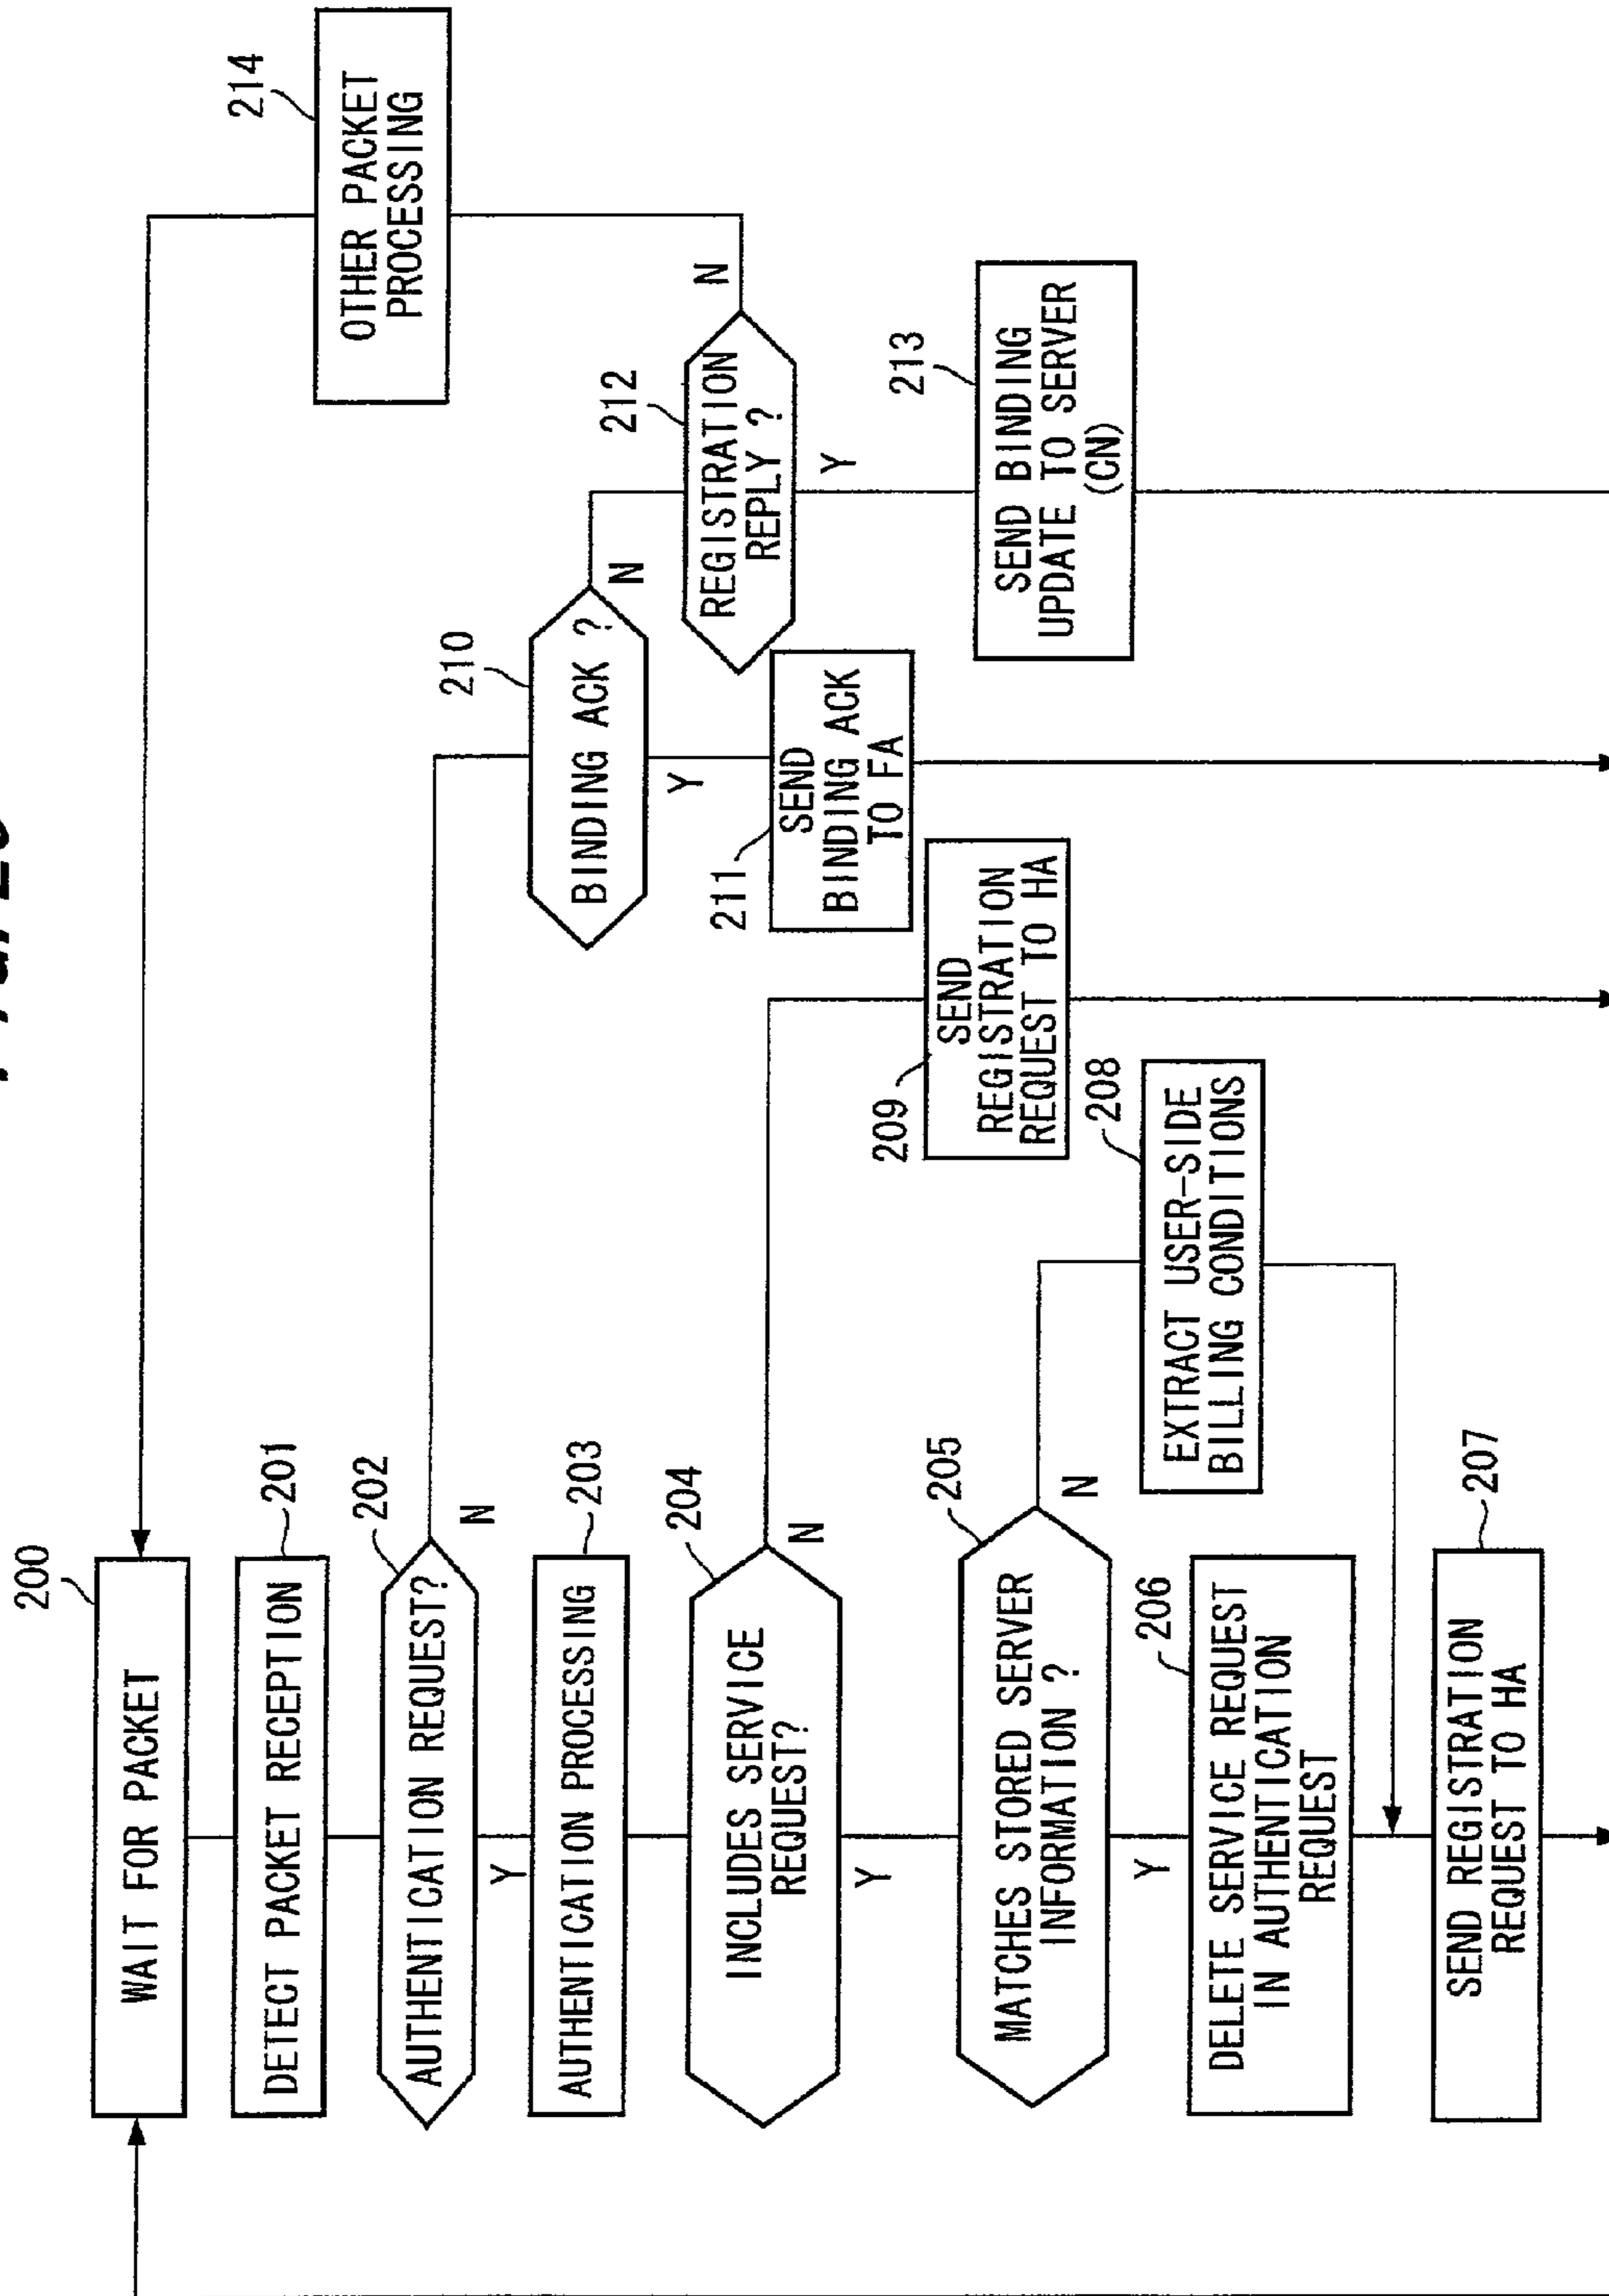 200
WAIT FOR PACKET
201
DETECT PACKET RECEPTION
202
AUTHENTICATION REQUEST?
N
Y
203
AUTHENTICATION PROCESSING
204
INCLUDES SERVICE
REQUEST?
N
Y
205
MATCHES STORED SERVER
INFORMATION ?
N
Y
206
DELETE SERVICE REQUEST
IN AUTHENTICATION
REQUEST
207
SEND REGISTRATION
REQUEST TO HA
208
EXTRACT USER-SIDE
BILLING CONDITIONS
209
SEND
REGISTRATION
REQUEST TO HA
210
BINDING ACK ?
N
Y
211
SEND
BINDING ACK
TO FA
212
REGISTRATION
REPLY ?
N
Y
213
SEND BINDING
UPDATE TO SERVER
(CN)
214
OTHER PACKET
PROCESSING